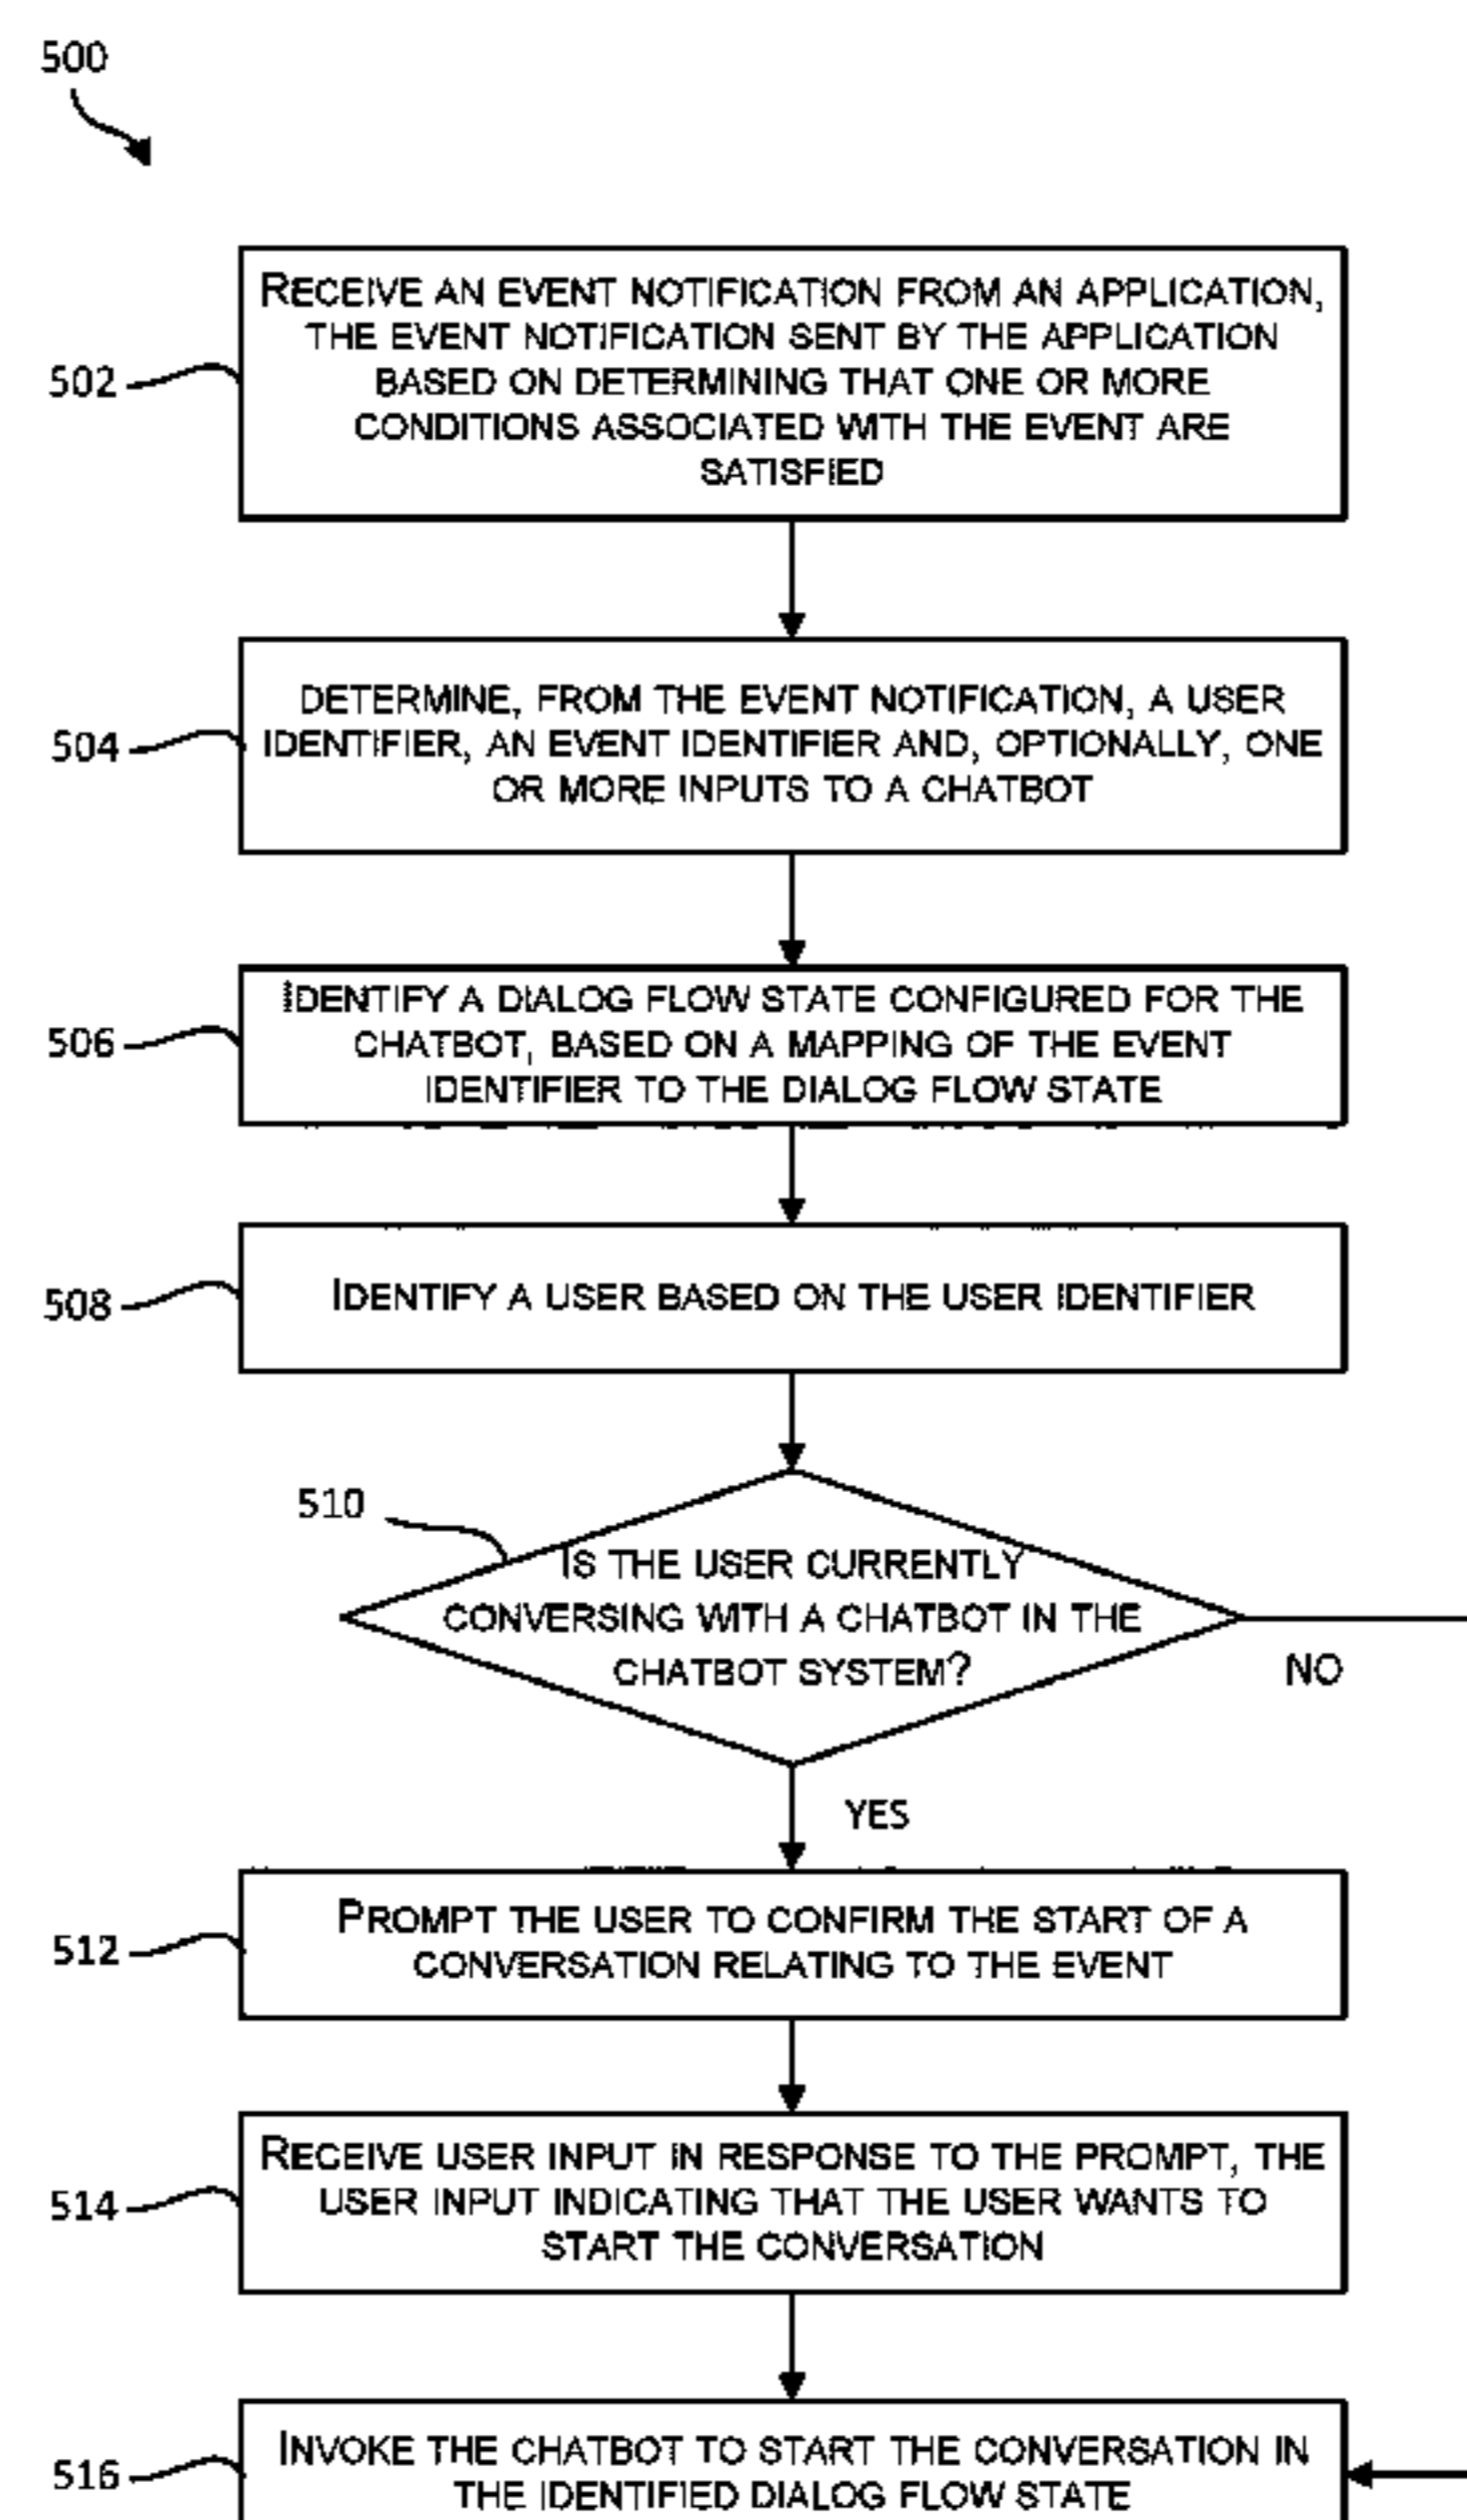 500
RECEIVE AN EVENT NOTIFICATION FROM AN APPLICATION,
THE EVENT NOTIFICATION SENT BY THE APPLICATION
BASED ON DETERMINING THAT ONE OR MORE
CONDITIONS ASSOCIATED WITH THE EVENT ARE
SATISFIED
502
DETERMINE, FROM THE EVENT NOTIFICATION, A USER
IDENTIFIER, AN EVENT IDENTIFIER AND, OPTIONALLY, ONE
OR MORE INPUTS TO A CHATBOT
504
IDENTIFY A DIALOG FLOW STATE CONFIGURED FOR THE
CHATBOT, BASED ON A MAPPING OF THE EVENT
IDENTIFIER TO THE DIALOG FLOW STATE
506
IDENTIFY A USER BASED ON THE USER IDENTIFIER
508
510
IS THE USER CURRENTLY
CONVERSING WITH A CHATBOT IN THE
CHATBOT SYSTEM?
NO
YES
PROMPT THE USER TO CONFIRM THE START OF A
CONVERSATION RELATING TO THE EVENT
512
RECEIVE USER INPUT IN RESPONSE TO THE PROMPT, THE
USER INPUT INDICATING THAT THE USER WANTS TO
START THE CONVERSATION
514
INVOKE THE CHATBOT TO START THE CONVERSATION IN
THE IDENTIFIED DIALOG FLOW STATE
516